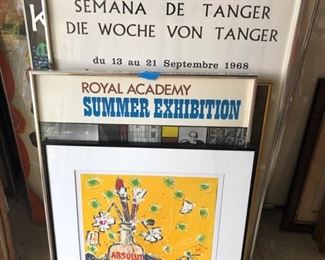 SEMANA DE TANGER
DIE WOCHE VON TANGER
du 13 au 21 Septembre 1968
ROYAL ACADEMY
SUMMER EXHIBITION
ABSOLUT